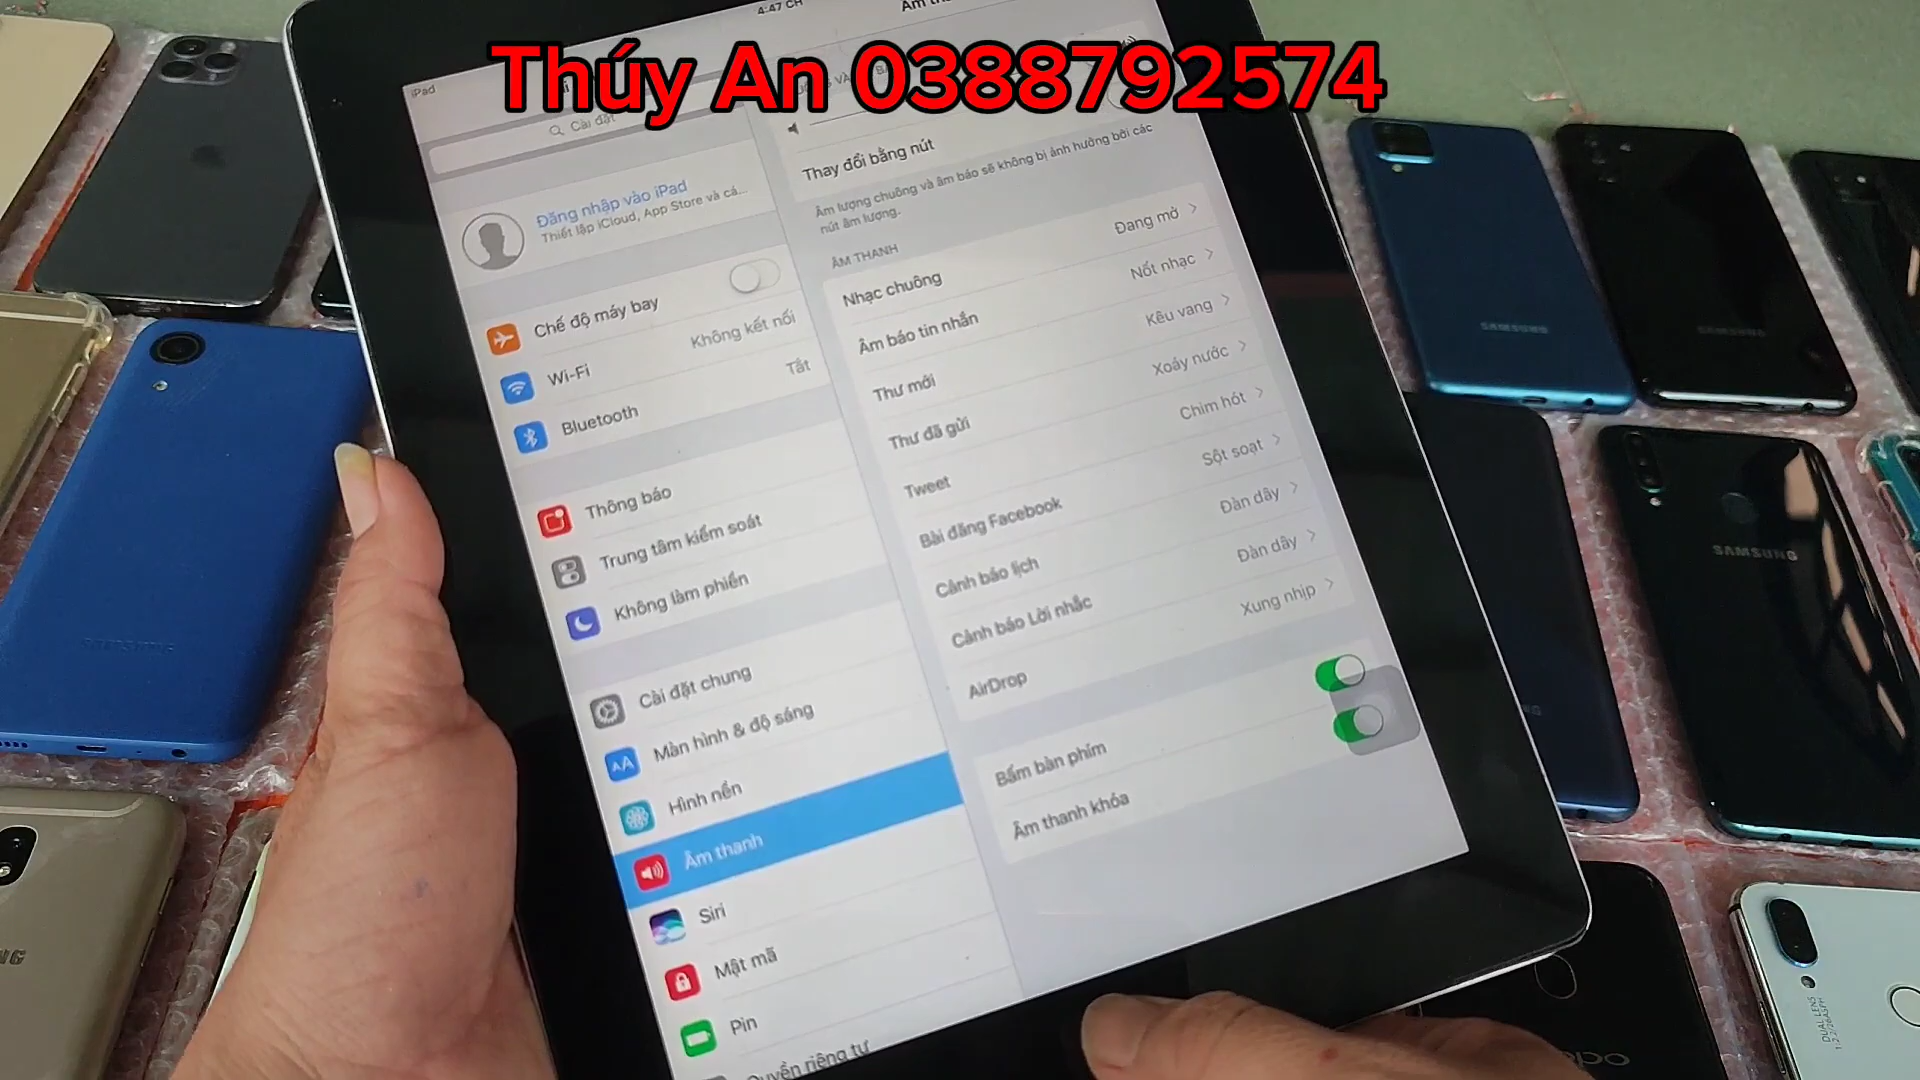 Thúy An 0388792574
4:47 CH
iPad
Cài đặt
Đăng nhập vào iPad
Thiết lập iCloud, App Store và cá...
Chế độ máy bay
Wi-Fi
Không kết nối
Bluetooth
Tắt
Thông báo
Trung tâm kiểm soát
Không làm phiền
Cài đặt chung
Màn hình & độ sáng
Hình nền
Âm thanh
Siri
Mật mã
Pin
Quyền riêng tư
Thay đổi bằng nút
Âm lượng chuông và âm báo sẽ không bị ảnh hưởng bởi các
nút âm lượng.
ÂM THANH
Nhạc chuông
Đang mở
Âm báo tin nhắn
Nốt nhạc
Thư mới
Kêu vang
Thư đã gửi
Xoáy nước
Tweet
Chim hót
Bài đăng Facebook
Sột soạt
Cảnh báo lịch
Đàn dây
Cảnh báo Lời nhắc
Đàn dây
AirDrop
Xung nhịp
Bấm bàn phím
Âm thanh khóa
SAMSUNG
SAMSUNG
SAMSUNG
SAMSUNG
DUAL LENS